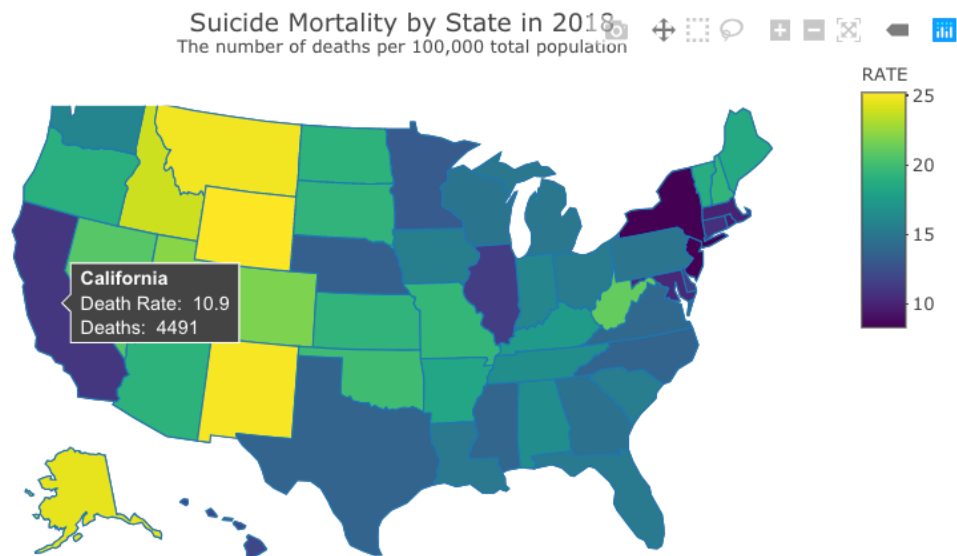 Suicide Mortality by State in 2018
The number of deaths per 100,000 total population
RATE
25
20
15
10
California
Death Rate: 10.9
Deaths: 4491